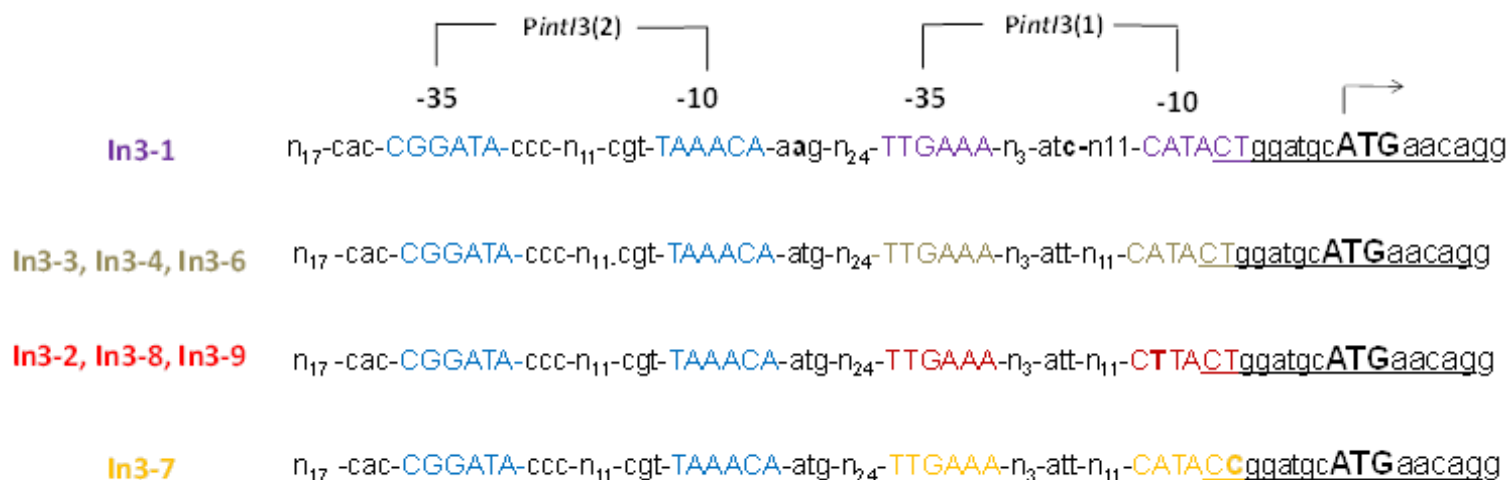 PintI3(2) PintI3(1)
-35 -10 -35 -10
In3-1 n17-cac-CGGATA-ccc-n11-cgt-TAAACA-aag-n24-TTGAAA-n3-atc-n11-CATACTggatgcATGaacagg
In3-3, In3-4, In3-6 n17 -cac-CGGATA-ccc-n11-cgt-TAAACA-atg-n24-TTGAAA-n3-att-n11-CATACTggatgcATGaacagg
In3-2, In3-8, In3-9 n17 -cac-CGGATA-ccc-n11-cgt-TAAACA-atg-n24-TTGAAA-n3-att-n11-CTTACTggatgcATGaacagg
In3-7 n17 -cac-CGGATA-ccc-n11-cgt-TAAACA-atg-n24-TTGAAA-n3-att-n11-CATACCggatgcATGaacagg